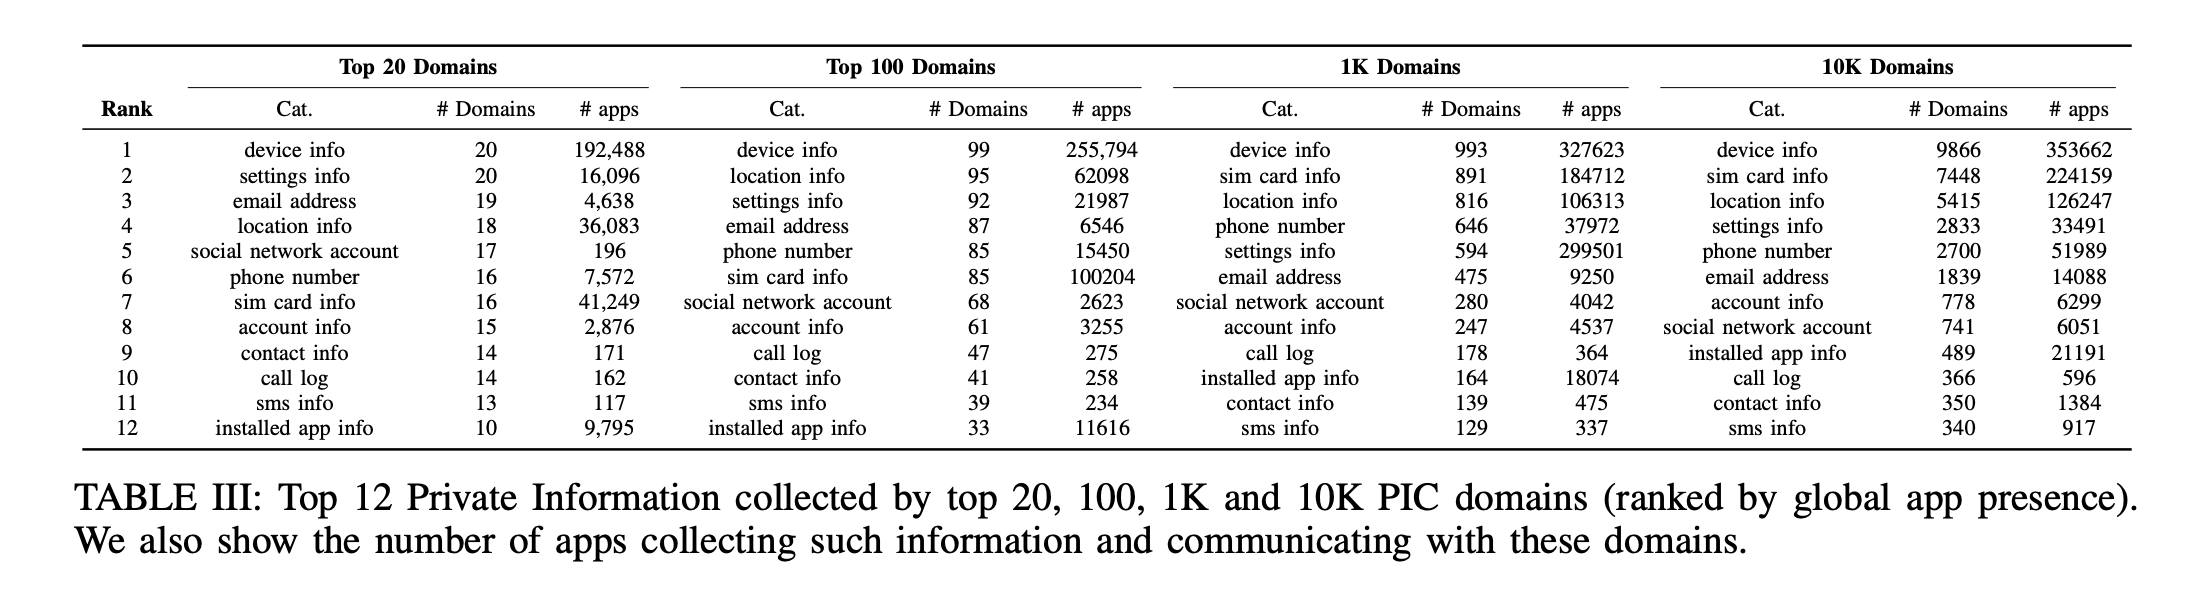 Top 20 Domains Top 100 Domains 1K Domains 10K Domains
Rank Cat. # Domains # apps Cat. # Domains # apps Cat. # Domains # apps Cat. # Domains # apps
1 device info 20 192,488 device info 99 255,794 device info 993 327623 device info 9866 353662
2 settings info 20 16,096 location info 95 62098 sim card info 891 184712 sim card info 7448 224159
3 email address 19 4,638 settings info 92 21987 location info 816 106313 location info 5415 126247
4 location info 18 36,083 email address 87 6546 phone number 646 37972 settings info 2833 33491
5 social network account 17 196 phone number 85 15450 settings info 594 299501 phone number 2700 51989
6 phone number 16 7,572 sim card info 85 100204 email address 475 9250 email address 1839 14088
7 sim card info 16 41,249 social network account 68 2623 social network account 280 4042 account info 778 6299
8 account info 15 2,876 account info 61 3255 account info 247 4537 social network account 741 6051
9 contact info 14 171 call log 47 275 call log 178 364 installed app info 489 21191
10 call log 14 162 contact info 41 258 installed app info 164 18074 call log 366 596
11 sms info 13 117 sms info 39 234 contact info 139 475 contact info 350 1384
12 installed app info 10 9,795 installed app info 33 11616 sms info 129 337 sms info 340 917
TABLE III: Top 12 Private Information collected by top 20, 100, 1K and 10K PIC domains (ranked by global app presence).
We also show the number of apps collecting such information and communicating with these domains.